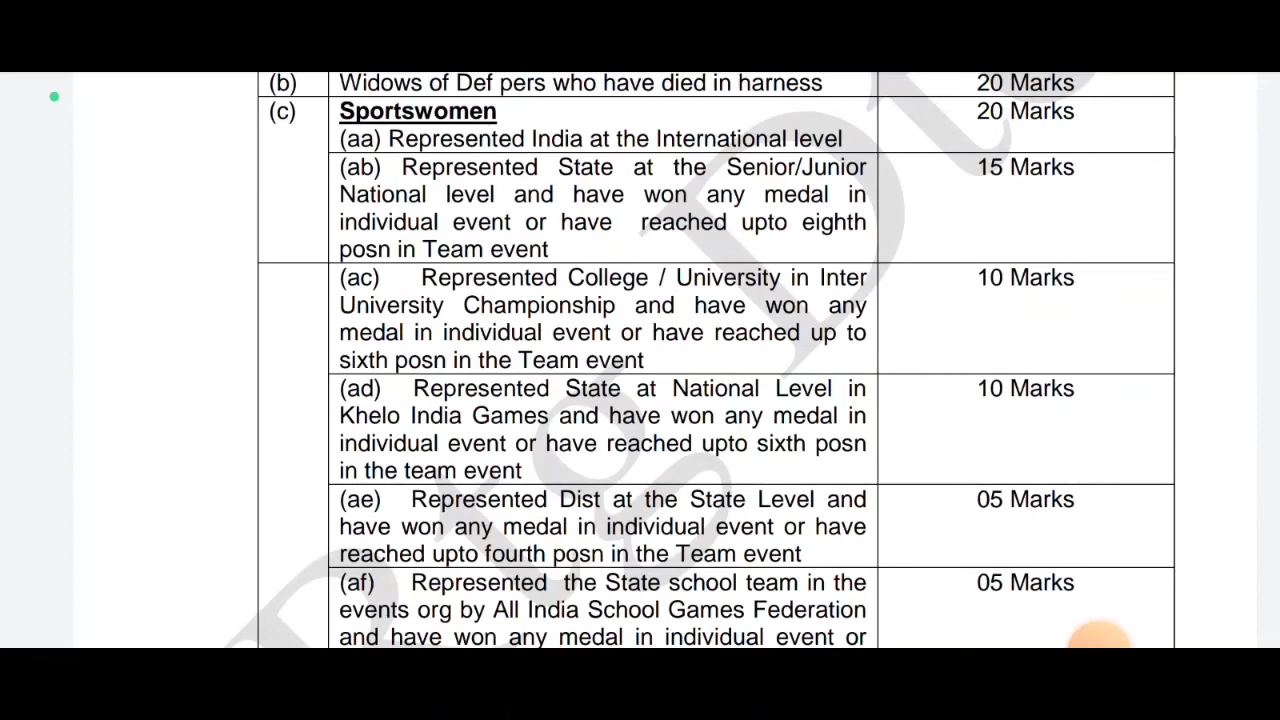 (b) Widows of Def pers who have died in harness 20 Marks
(c) Sportswomen 20 Marks
(aa) Represented India at the International level
(ab) Represented State at the Senior/Junior 15 Marks
National level and have won any medal in
individual event or have reached upto eighth
posn in Team event
(ac) Represented College / University in Inter 10 Marks
University Championship and have won any
medal in individual event or have reached up to
sixth posn in the Team event
(ad) Represented State at National Level in 10 Marks
Khelo India Games and have won any medal in
individual event or have reached upto sixth posn
in the team event
(ae) Represented Dist at the State Level and 05 Marks
have won any medal in individual event or have
reached upto fourth posn in the Team event
(af) Represented the State school team in the 05 Marks
events org by All India School Games Federation
and have won any medal in individual event or